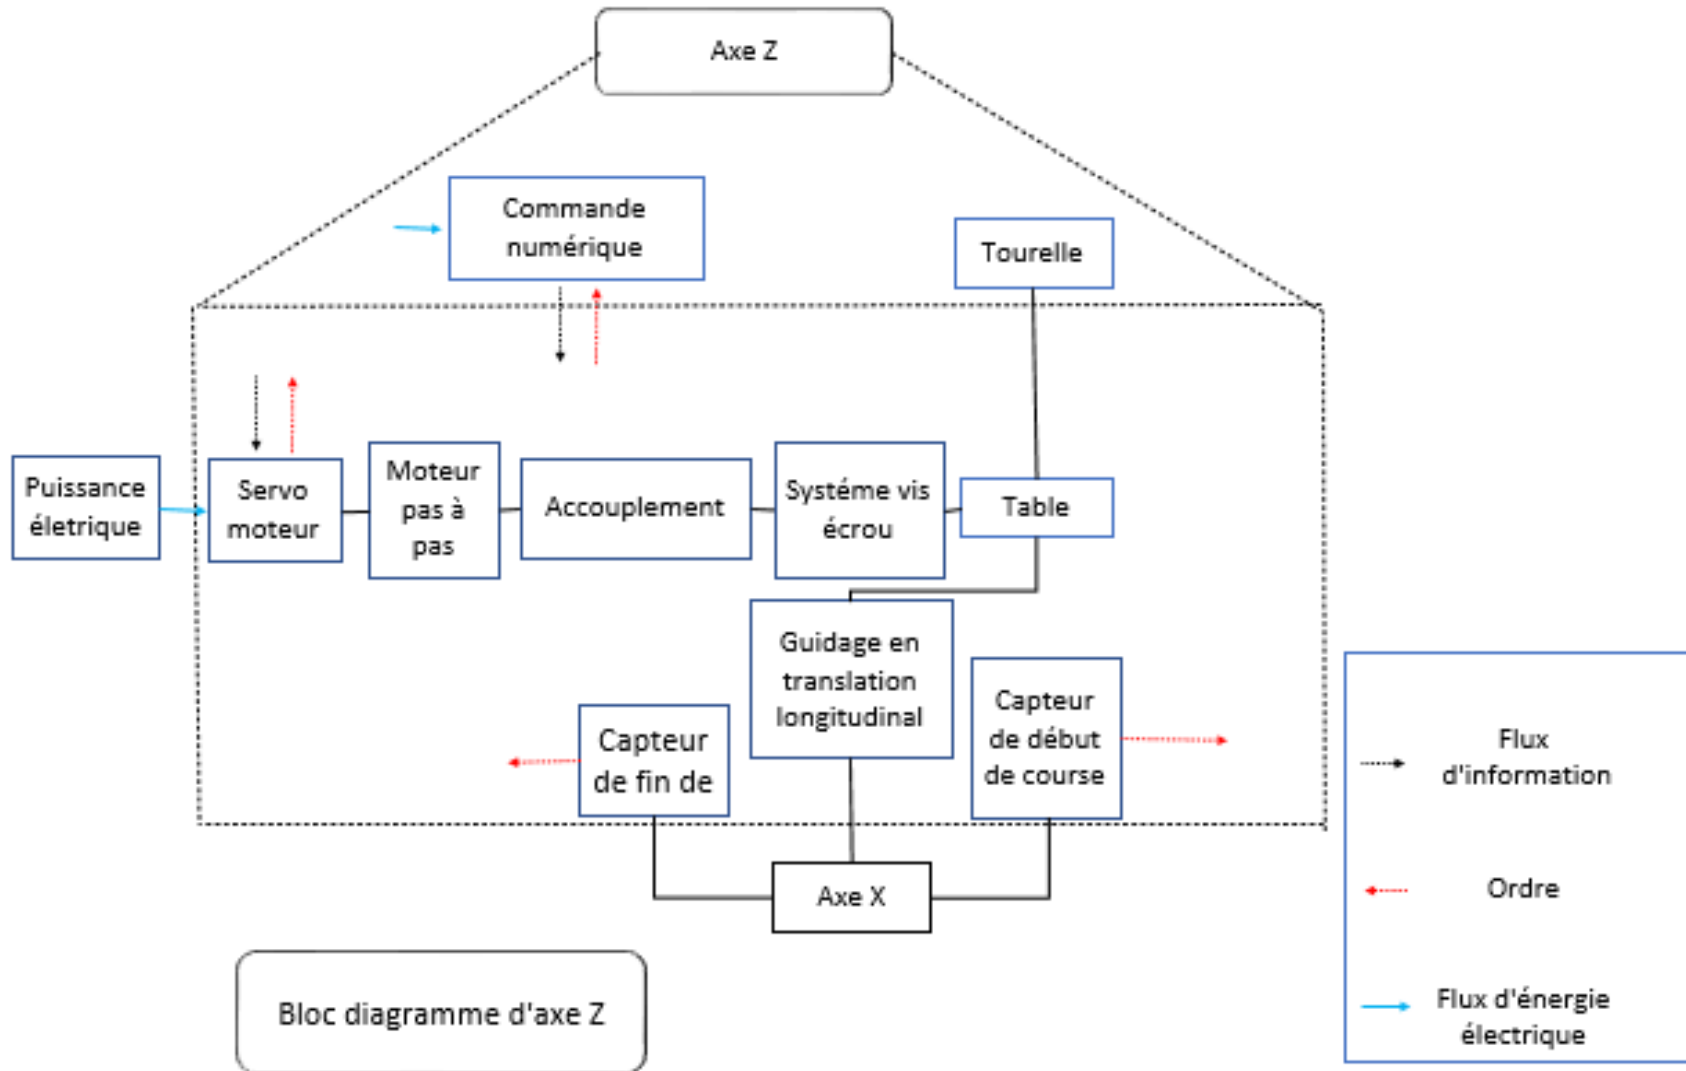 Axe Z
Commande
numérique
Tourelle
Puissance
életrique
Servo
moteur
Moteur
pas à
pas
Accouplement
Systéme vis
écrou
Table
Guidage en
translation
longitudinal
Capteur
de fin de
Capteur
de début
de course
Axe X
Bloc diagramme d'axe Z
Flux
d'information
Ordre
Flux d'énergie
électrique